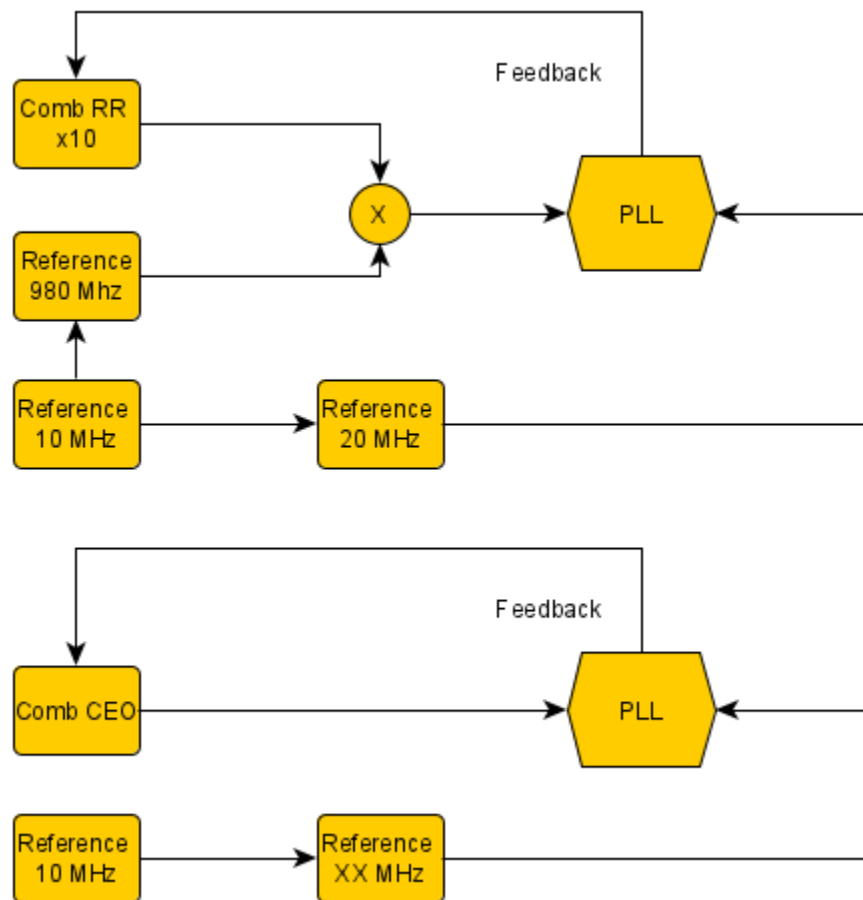 Feedback
Comb RR
x10
X
PLL
Reference
980 Mhz
Reference
10 MHz
Reference
20 MHz
Feedback
Comb CEO
PLL
Reference
10 MHz
Reference
XX MHz